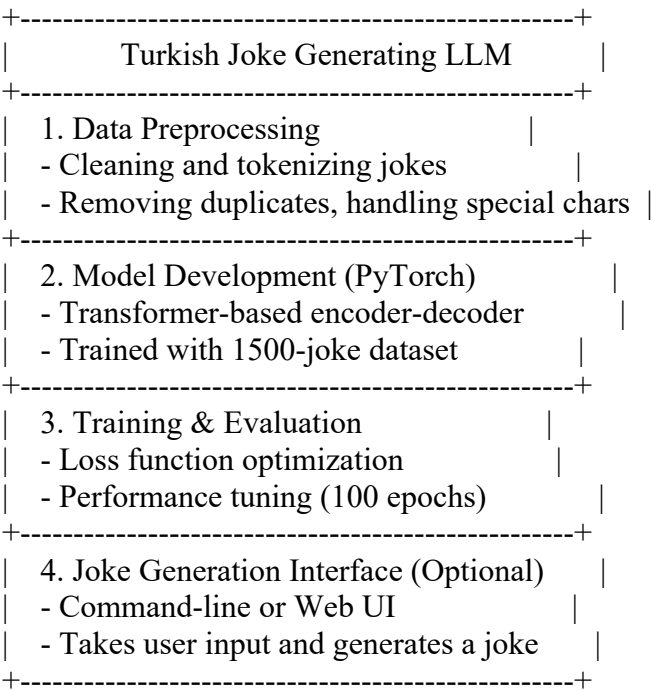 +-----------------------------------------------------+
|          Turkish Joke Generating LLM          |
+-----------------------------------------------------+
|   1. Data Preprocessing                    |
|   - Cleaning and tokenizing jokes            |
|   - Removing duplicates, handling special chars  |
+-----------------------------------------------------+
|   2. Model Development (PyTorch)             |
|   - Transformer-based encoder-decoder         |
|   - Trained with 1500-joke dataset           |
+-----------------------------------------------------+
|   3. Training & Evaluation                  |
|   - Loss function optimization               |
|   - Performance tuning (100 epochs)           |
+-----------------------------------------------------+
|   4. Joke Generation Interface (Optional)      |
|   - Command-line or Web UI                 |
|   - Takes user input and generates a joke      |
+-----------------------------------------------------+